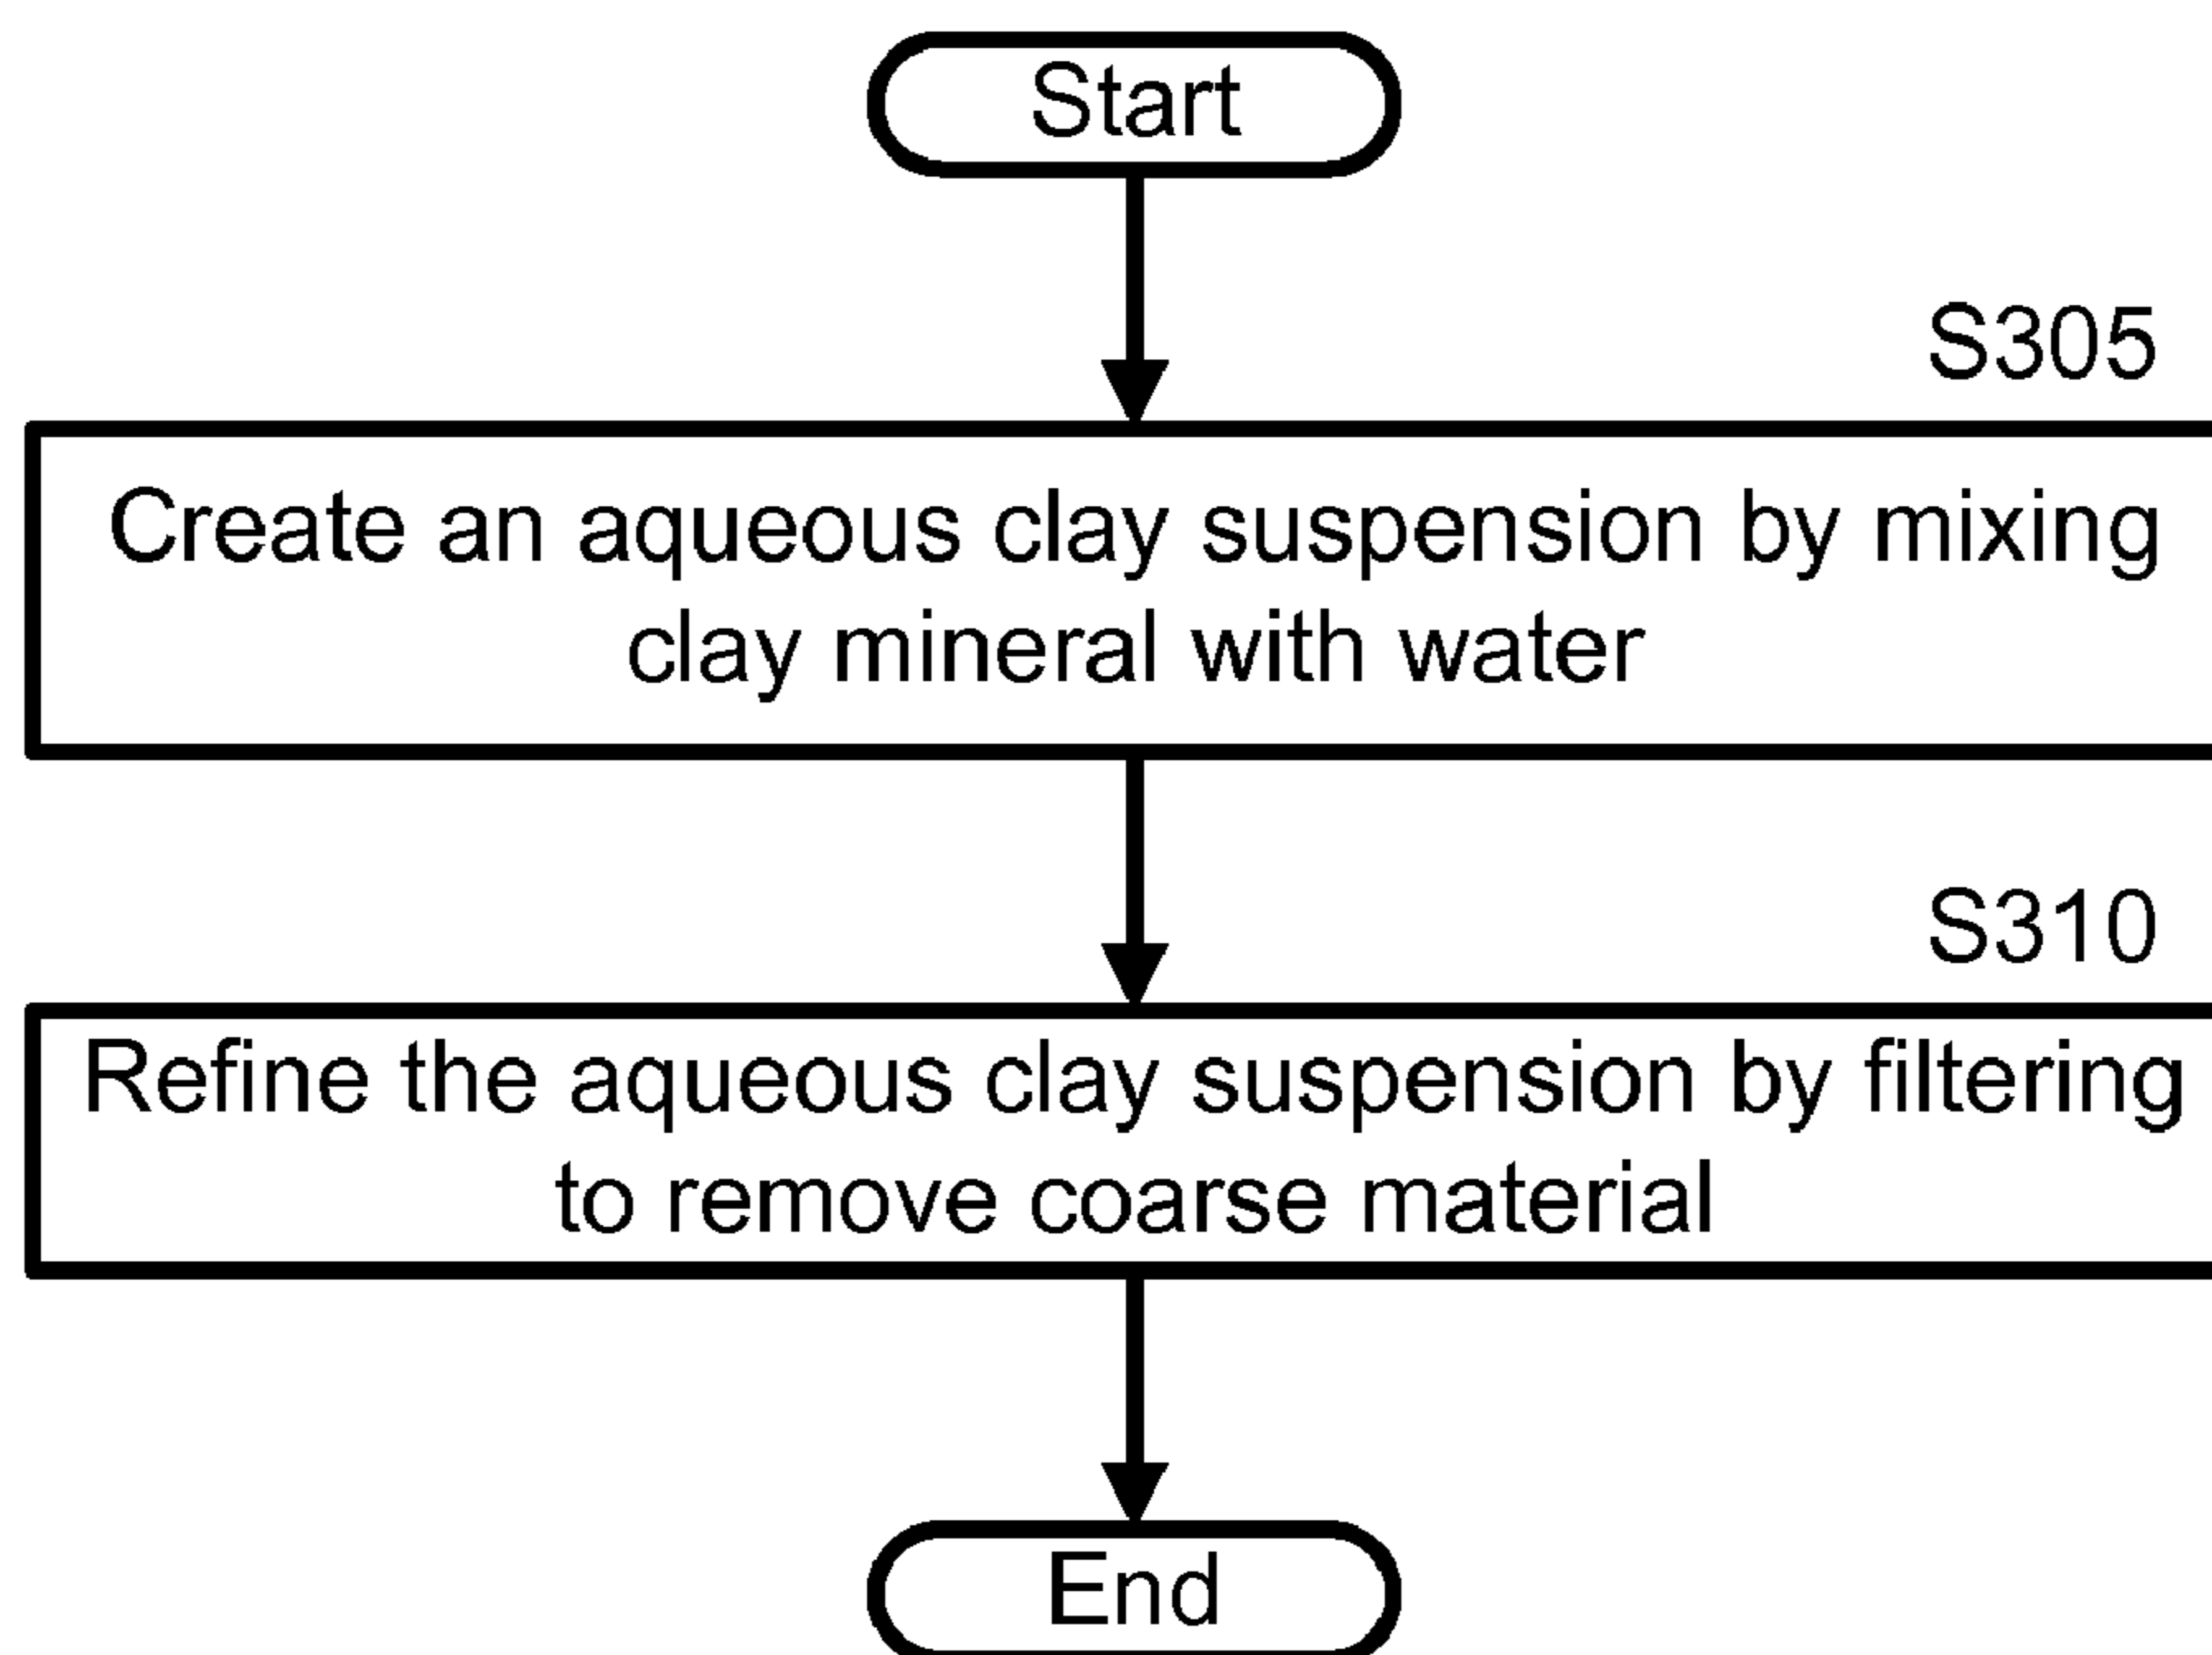 Start
S305
Create an aqueous clay suspension by mixing
clay mineral with water
S310
Refine the aqueous clay suspension by filtering
to remove coarse material
End